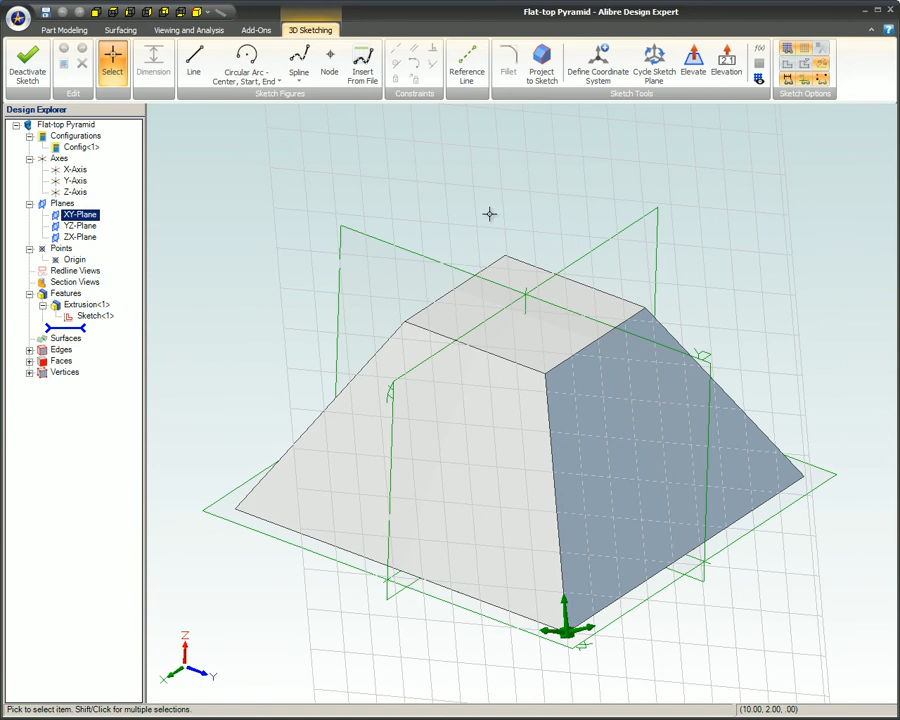 Flat-top Pyramid - Alibre Design Expert
Part Modeling
Surfacing
Viewing and Analysis
Add-Ons
3D Sketching
Deactivate Sketch
Select
Dimension
Line
Circular Arc - Center, Start, End
Spline
Node
Insert From File
Reference Line
Fillet
Project to Sketch
Define Coordinate System
Cycle Sketch Plane
Elevate
2.1
Elevation
f(x)
Edit
Sketch Figures
Constraints
Sketch Tools
Sketch Options
Design Explorer
Flat-top Pyramid
Configurations
Config<1>
Axes
X-Axis
Y-Axis
Z-Axis
Planes
XY-Plane
YZ-Plane
ZX-Plane
Points
Origin
Redline Views
Section Views
Features
Extrusion<1>
Sketch<1>
Surfaces
Edges
Faces
Vertices
Z
X
Y
Pick to select item. Shift/Click for multiple selections.
(10.00, 2.00, .00)